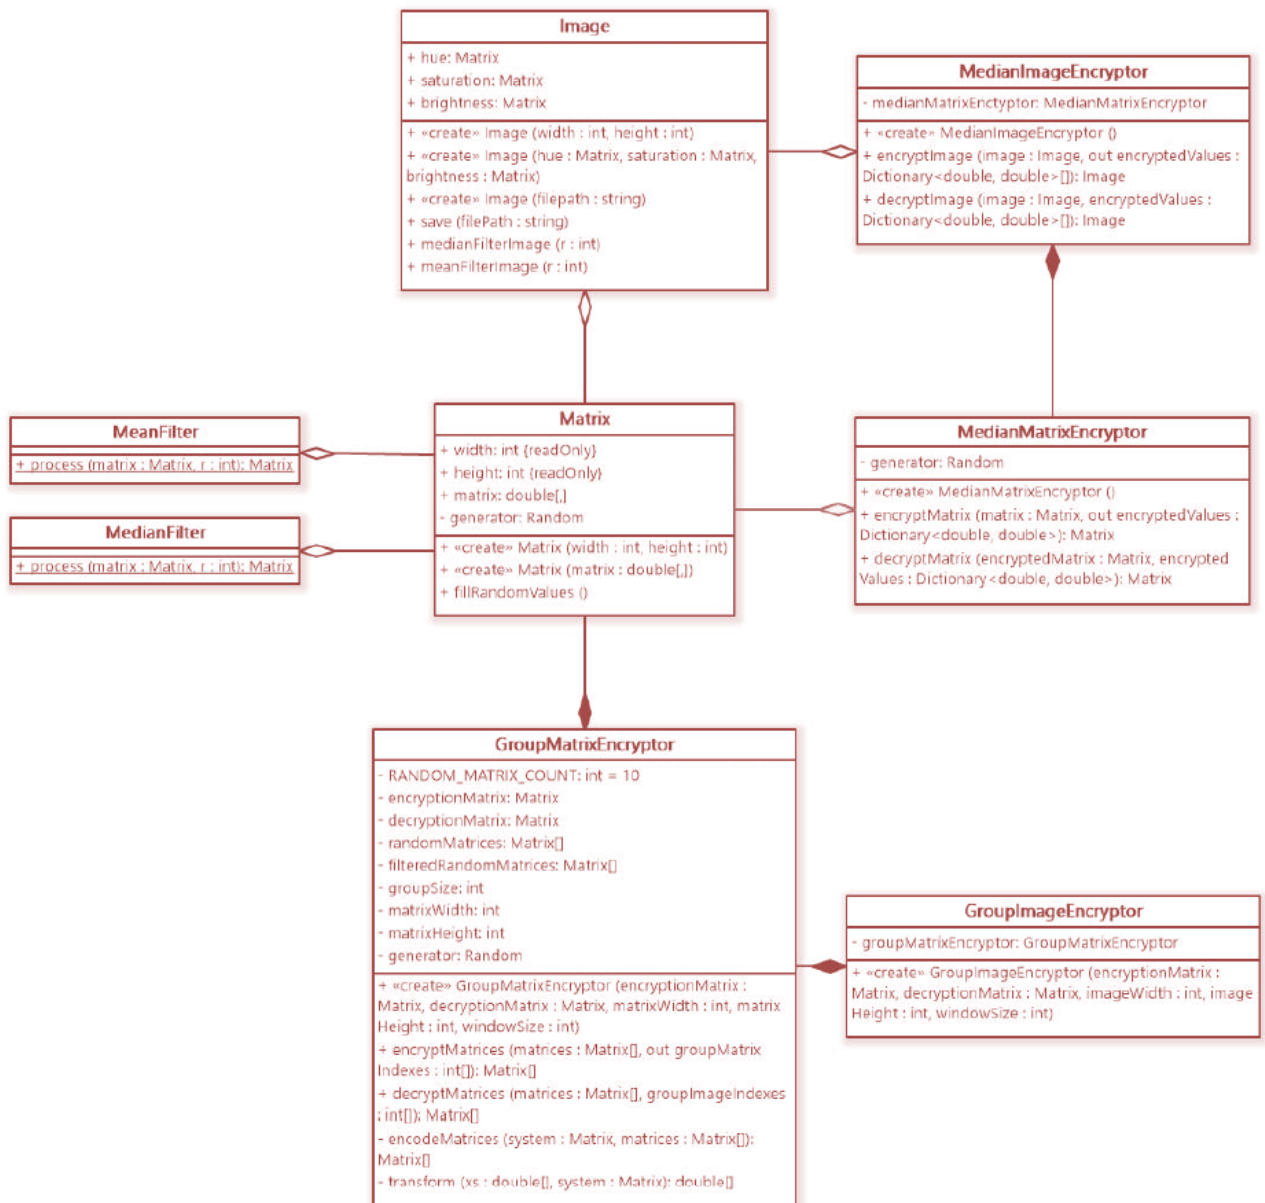 Image
+ hue: Matrix
+ saturation: Matrix
+ brightness: Matrix
+ «create» Image (width : int, height : int)
+ «create» Image (hue : Matrix, saturation : Matrix,
brightness : Matrix)
+ «create» Image (filepath : string)
+ save (filePath : string)
+ medianFilterImage (r : int)
+ meanFilterImage (r : int)
MedianImageEncryptor
- medianMatrixEnctyptor: MedianMatrixEncryptor
+ «create» MedianImageEncryptor ()
+ encryptImage (image : Image, out encryptedValues :
Dictionary<double, double>[]): Image
+ decryptImage (image : Image, encryptedValues :
Dictionary<double, double>[]): Image
MeanFilter
+ process (matrix : Matrix, r : int): Matrix
MedianFilter
+ process (matrix : Matrix, r : int): Matrix
Matrix
+ width: int {readOnly}
+ height: int {readOnly}
+ matrix: double[,]
- generator: Random
+ «create» Matrix (width : int, height : int)
+ «create» Matrix (matrix : double[,])
+ fillRandomValues ()
MedianMatrixEncryptor
- generator: Random
+ «create» MedianMatrixEncryptor ()
+ encryptMatrix (matrix : Matrix, out encryptedValues :
Dictionary<double, double>): Matrix
+ decryptMatrix (encryptedMatrix : Matrix, encrypted
Values : Dictionary<double, double>): Matrix
GroupMatrixEncryptor
- RANDOM_MATRIX_COUNT: int = 10
- encryptionMatrix: Matrix
- decryptionMatrix: Matrix
- randomMatrices: Matrix[]
- filteredRandomMatrices: Matrix[]
- groupSize: int
- matrixWidth: int
- matrixHeight: int
- generator: Random
+ «create» GroupMatrixEncryptor (encryptionMatrix :
Matrix, decryptionMatrix : Matrix, matrixWidth : int, matrix
Height : int, windowSize : int)
+ encryptMatrices (matrices : Matrix[], out groupMatrix
Indexes : int[]): Matrix[]
+ decryptMatrices (matrices : Matrix[], groupImageIndexes
: int[]): Matrix[]
- encodeMatrices (system : Matrix, matrices : Matrix[]):
Matrix[]
- transform (xs : double[], system : Matrix): double[]
GroupImageEncryptor
- groupMatrixEncryptor: GroupMatrixEncryptor
+ «create» GroupImageEncryptor (encryptionMatrix :
Matrix, decryptionMatrix : Matrix, imageWidth : int, image
Height : int, windowSize : int)